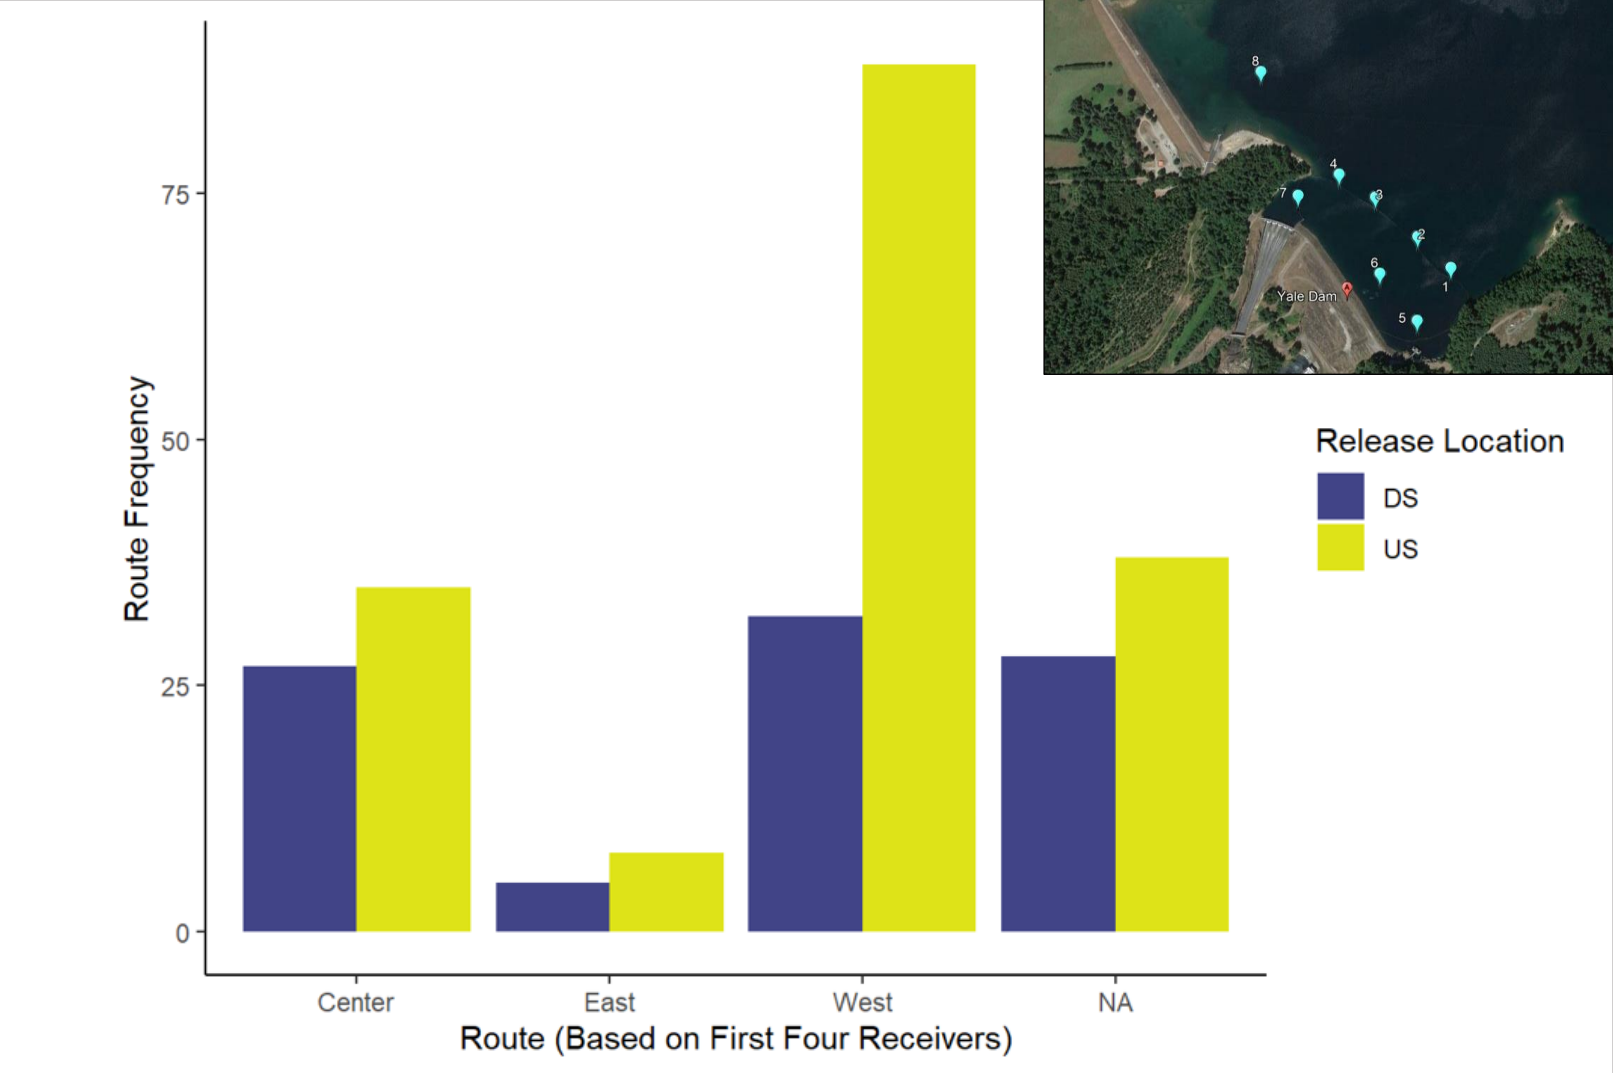 75
50
25
0
Route Frequency
Center East West NA
Route (Based on First Four Receivers)
8
4
7
3
2
6
1
Yale Dam
5
Release Location
DS
US